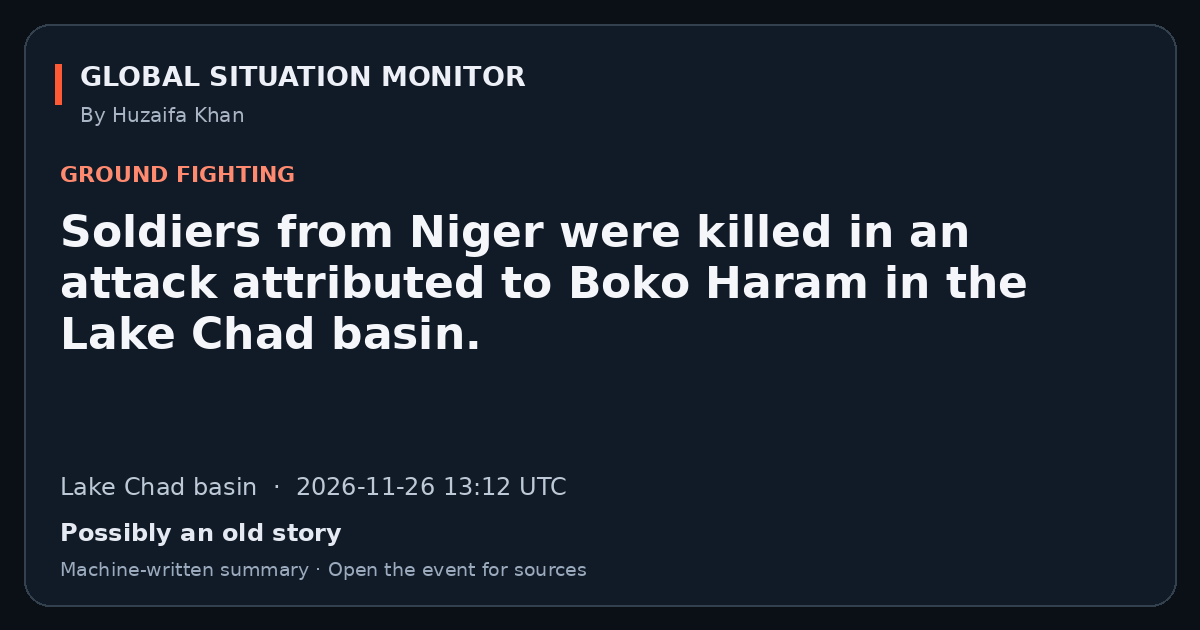 GLOBAL SITUATION MONITOR
By Huzaifa Khan
GROUND FIGHTING
Soldiers from Niger were killed in an
attack attributed to Boko Haram in the
Lake Chad basin.
Lake Chad basin · 2026-11-26 13:12 UTC
Possibly an old story
Machine-written summary · Open the event for sources